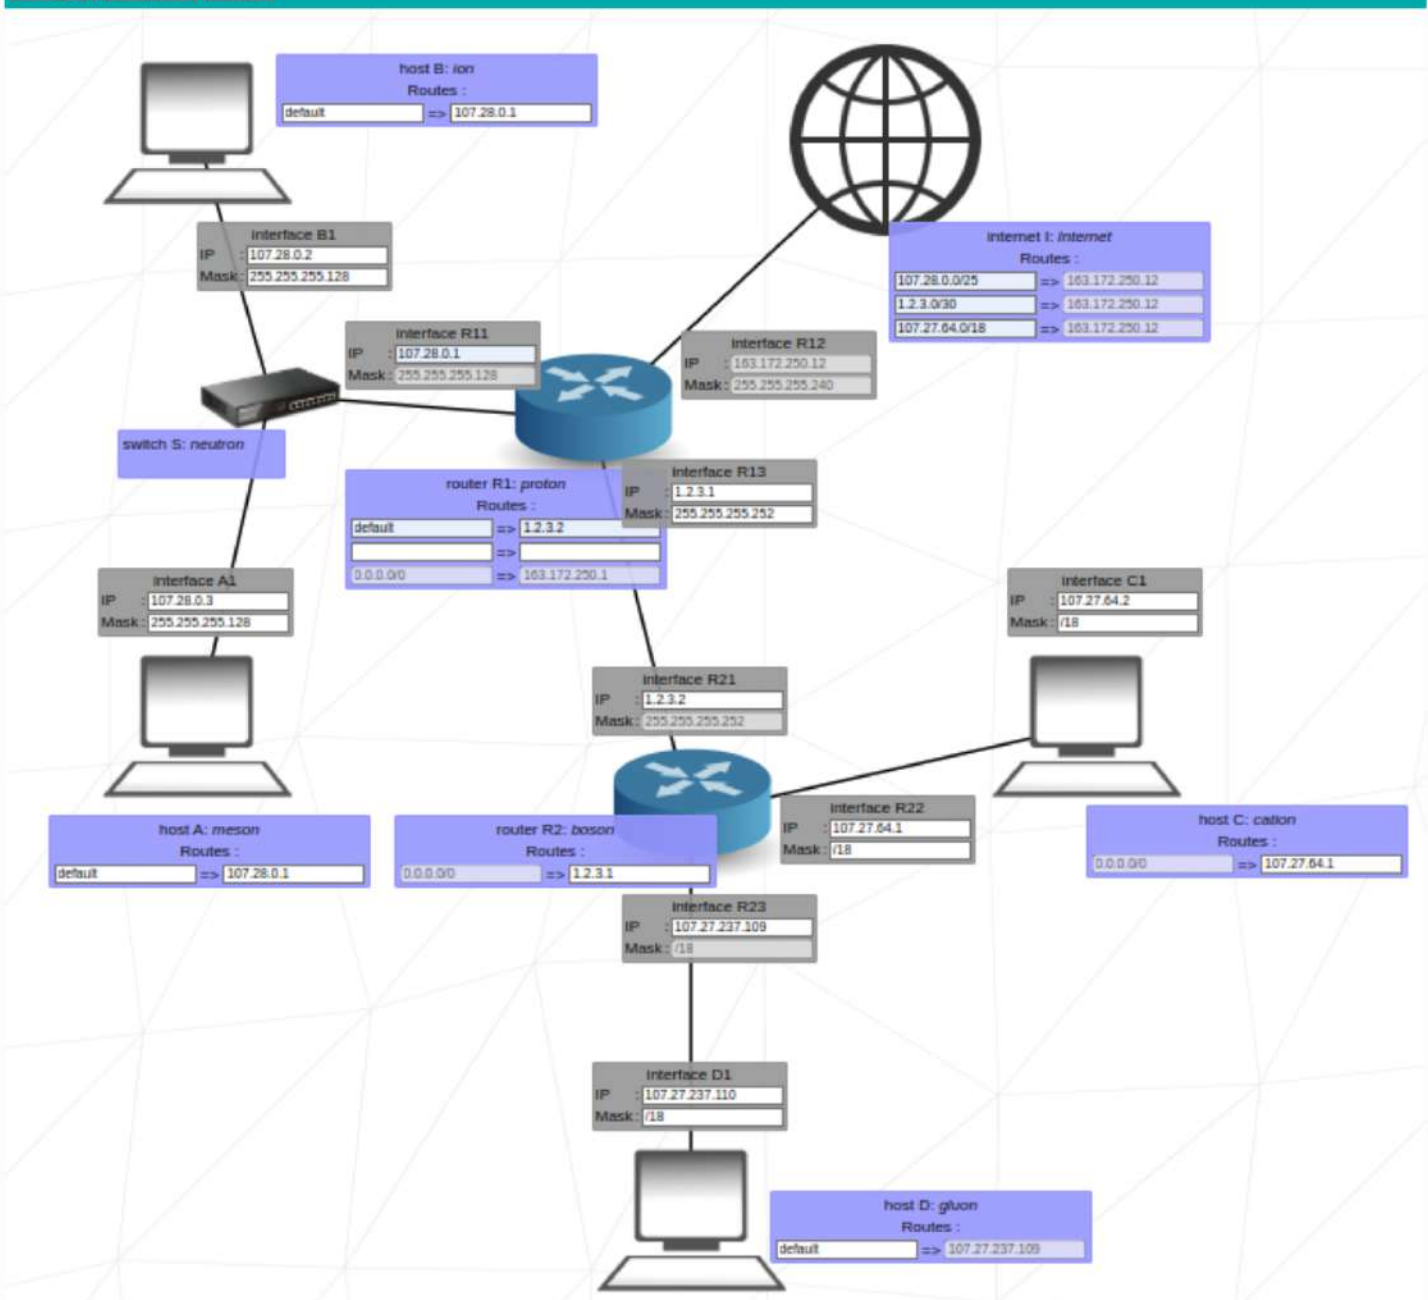 host B: ion
Routes :
default => 107.28.0.1
interface B1
IP : 107.28.0.2
Mask : 255.255.255.128
internet I: Internet
Routes :
107.28.0.0/25 => 163.172.250.12
1.2.3.0/30 => 163.172.250.12
107.27.64.0/18 => 163.172.250.12
interface R11
IP : 107.28.0.1
Mask : 255.255.255.128
interface R12
IP : 163.172.250.12
Mask : 255.255.255.240
switch S: neutron
interface R13
IP : 1.2.3.1
Mask : 255.255.255.252
router R1: proton
Routes :
default => 1.2.3.2
=>
0.0.0.0/0 => 163.172.250.1
interface A1
IP : 107.28.0.3
Mask : 255.255.255.128
interface C1
IP : 107.27.64.2
Mask : /18
interface R21
IP : 1.2.3.2
Mask : 255.255.255.252
interface R22
IP : 107.27.64.1
Mask : /18
host A: meson
Routes :
default => 107.28.0.1
router R2: boson
Routes :
0.0.0.0/0 => 1.2.3.1
host C: cation
Routes :
0.0.0.0/0 => 107.27.64.1
interface R23
IP : 107.27.237.109
Mask : /18
interface D1
IP : 107.27.237.110
Mask : /18
host D: gluon
Routes :
default => 107.27.237.109